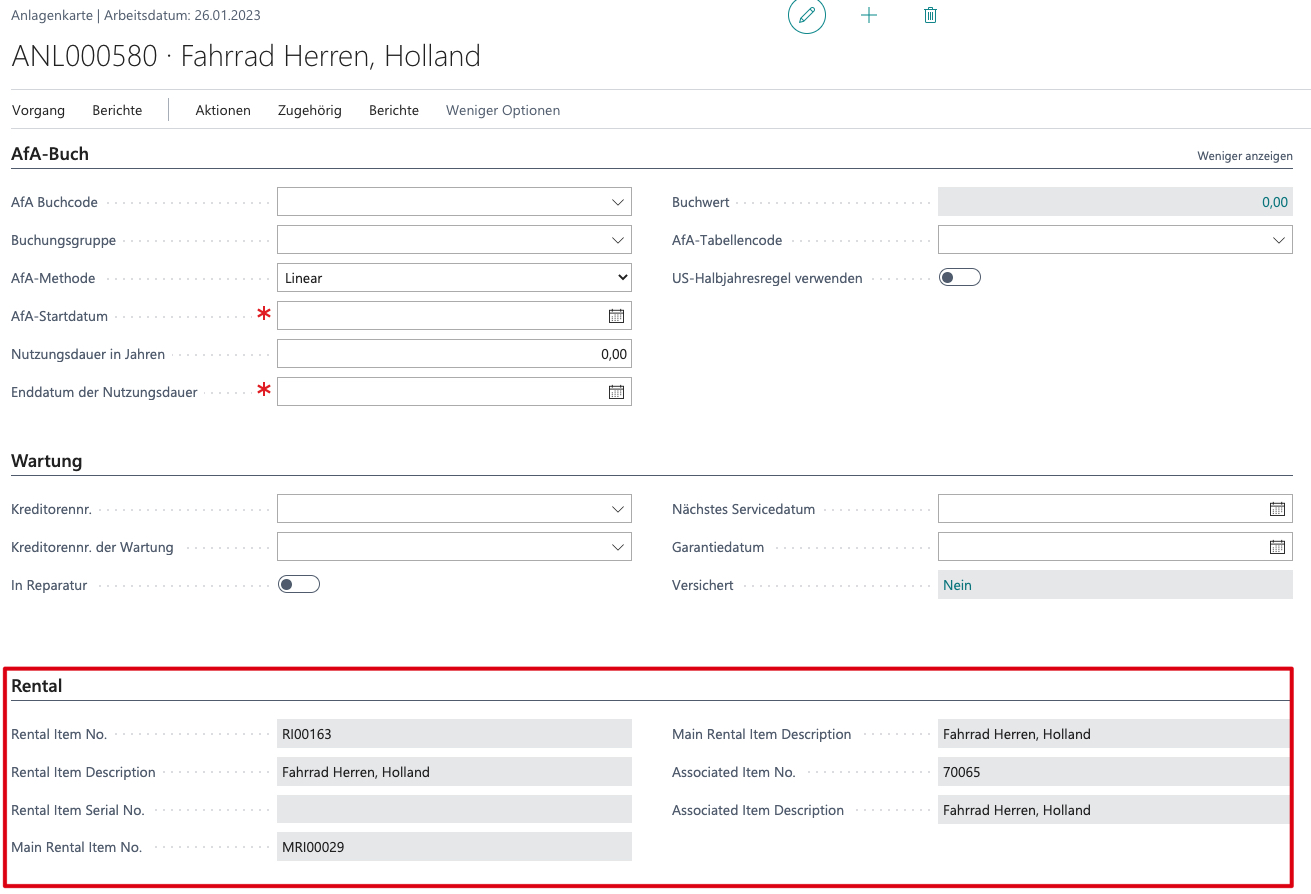 Anlagenkarte | Arbeitsdatum: 26.01.2023
ANL000580 · Fahrrad Herren, Holland
Vorgang Berichte Aktionen Zugehörig Berichte Weniger Optionen
AfA-Buch Weniger anzeigen
AfA Buchcode Buchwert 0,00
Buchungsgruppe AfA-Tabellencode
AfA-Methode Linear US-Halbjahresregel verwenden
AfA-Startdatum *
Nutzungsdauer in Jahren 0,00
Enddatum der Nutzungsdauer *
Wartung
Kreditorennr. Nächstes Servicedatum
Kreditorennr. der Wartung Garantiedatum
In Reparatur Versichert Nein
Rental
Rental Item No. RI00163 Main Rental Item Description Fahrrad Herren, Holland
Rental Item Description Fahrrad Herren, Holland Associated Item No. 70065
Rental Item Serial No. Associated Item Description Fahrrad Herren, Holland
Main Rental Item No. MRI00029